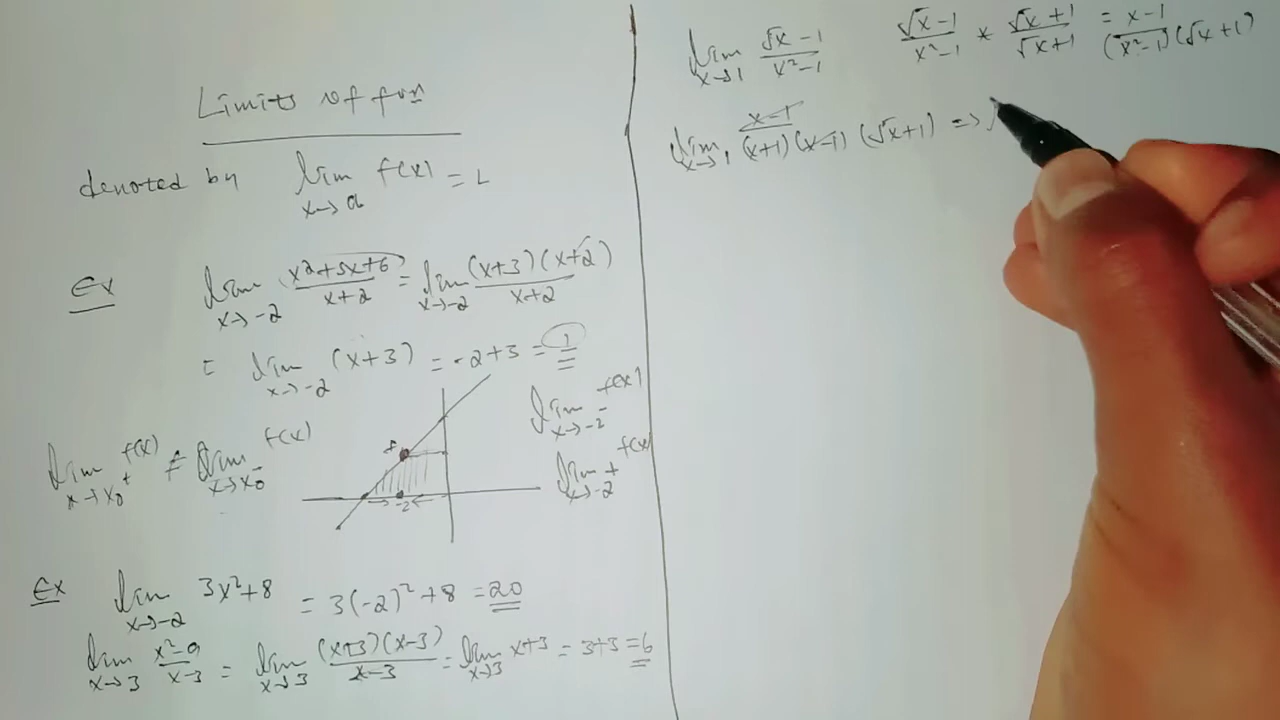 Limits of fun
denoted by lim x→a f(x) = L
Ex lim x→-2 (x²+5x+6)/(x+2) = lim x→-2 (x+3)(x+2)/(x+2)
= lim x→-2 (x+3) = -2+3 = 1
lim x→x₀⁺ f(x) ≠ lim x→x₀⁻ f(x)
-2
lim x→-2⁻ f(x)
lim x→-2⁺ f(x)
Ex lim x→-2 3x²+8 = 3(-2)²+8 = 20
lim x→3 (x²-9)/(x-3) = lim x→3 (x+3)(x-3)/(x-3) = lim x→3 x+3 = 3+3 = 6
lim x→1 (√x-1)/(x²-1) (√x-1)/(x²-1) * (√x+1)/(√x+1) = (x-1)/(x²-1)(√x+1)
lim x→1 (x-1)/(x+1)(x-1)(√x+1) =>